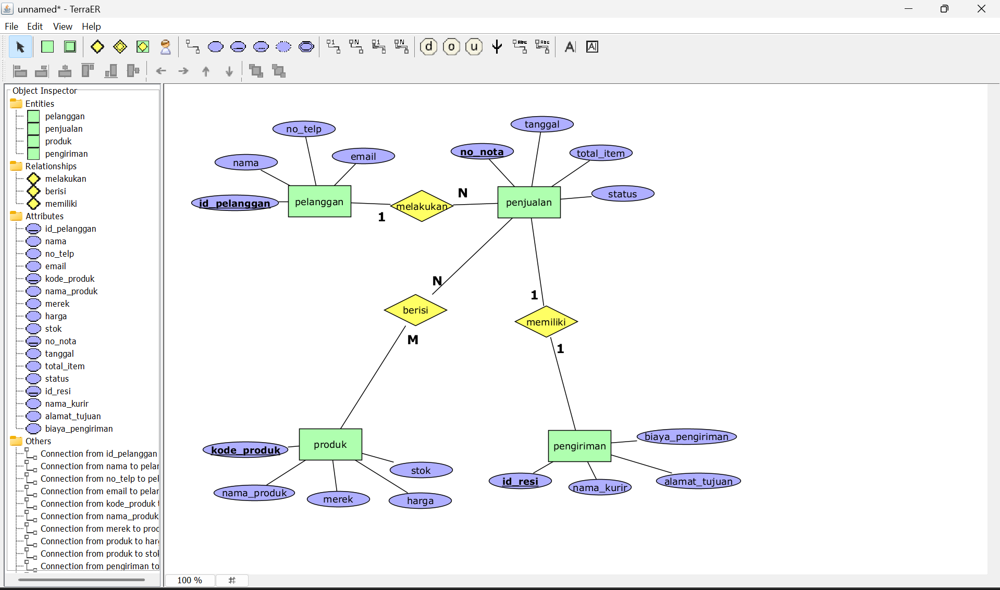 unnamed* - TerraER
File Edit View Help
1 N 1 N d o u Abc Abc A A
Object Inspector
Entities
pelanggan
penjualan
produk
pengiriman
Relationships
melakukan
berisi
memiliki
Attributes
id_pelanggan
nama
no_telp
email
kode_produk
nama_produk
merek
harga
stok
no_nota
tanggal
total_item
status
id_resi
nama_kurir
alamat_tujuan
biaya_pengiriman
Others
Connection from id_pelanggan
Connection from nama to pelar
Connection from no_telp to pel
Connection from email to pelar
Connection from kode_produk t
Connection from nama_produk
Connection from merek to proc
Connection from produk to har
Connection from produk to stol
Connection from pengiriman to
tanggal
no_telp
no_nota
total_item
email
nama
status
N
id_pelanggan
pelanggan
melakukan
penjualan
1
N
1
berisi
memiliki
M
1
biaya_pengiriman
produk
pengiriman
kode_produk
stok
id_resi
alamat_tujuan
nama_kurir
nama_produk
merek
harga
100 %